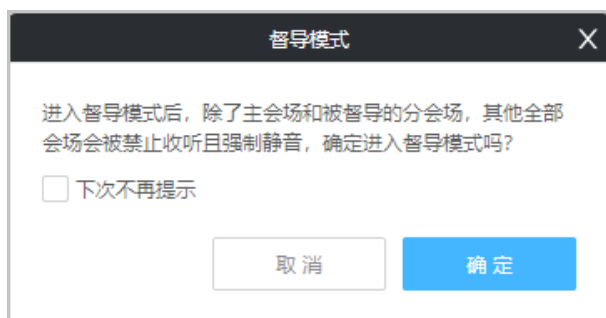 督导模式
进入督导模式后，除了主会场和被督导的分会场，其他全部
会场会被禁止收听且强制静音，确定进入督导模式吗？
下次不再提示
取消
确定